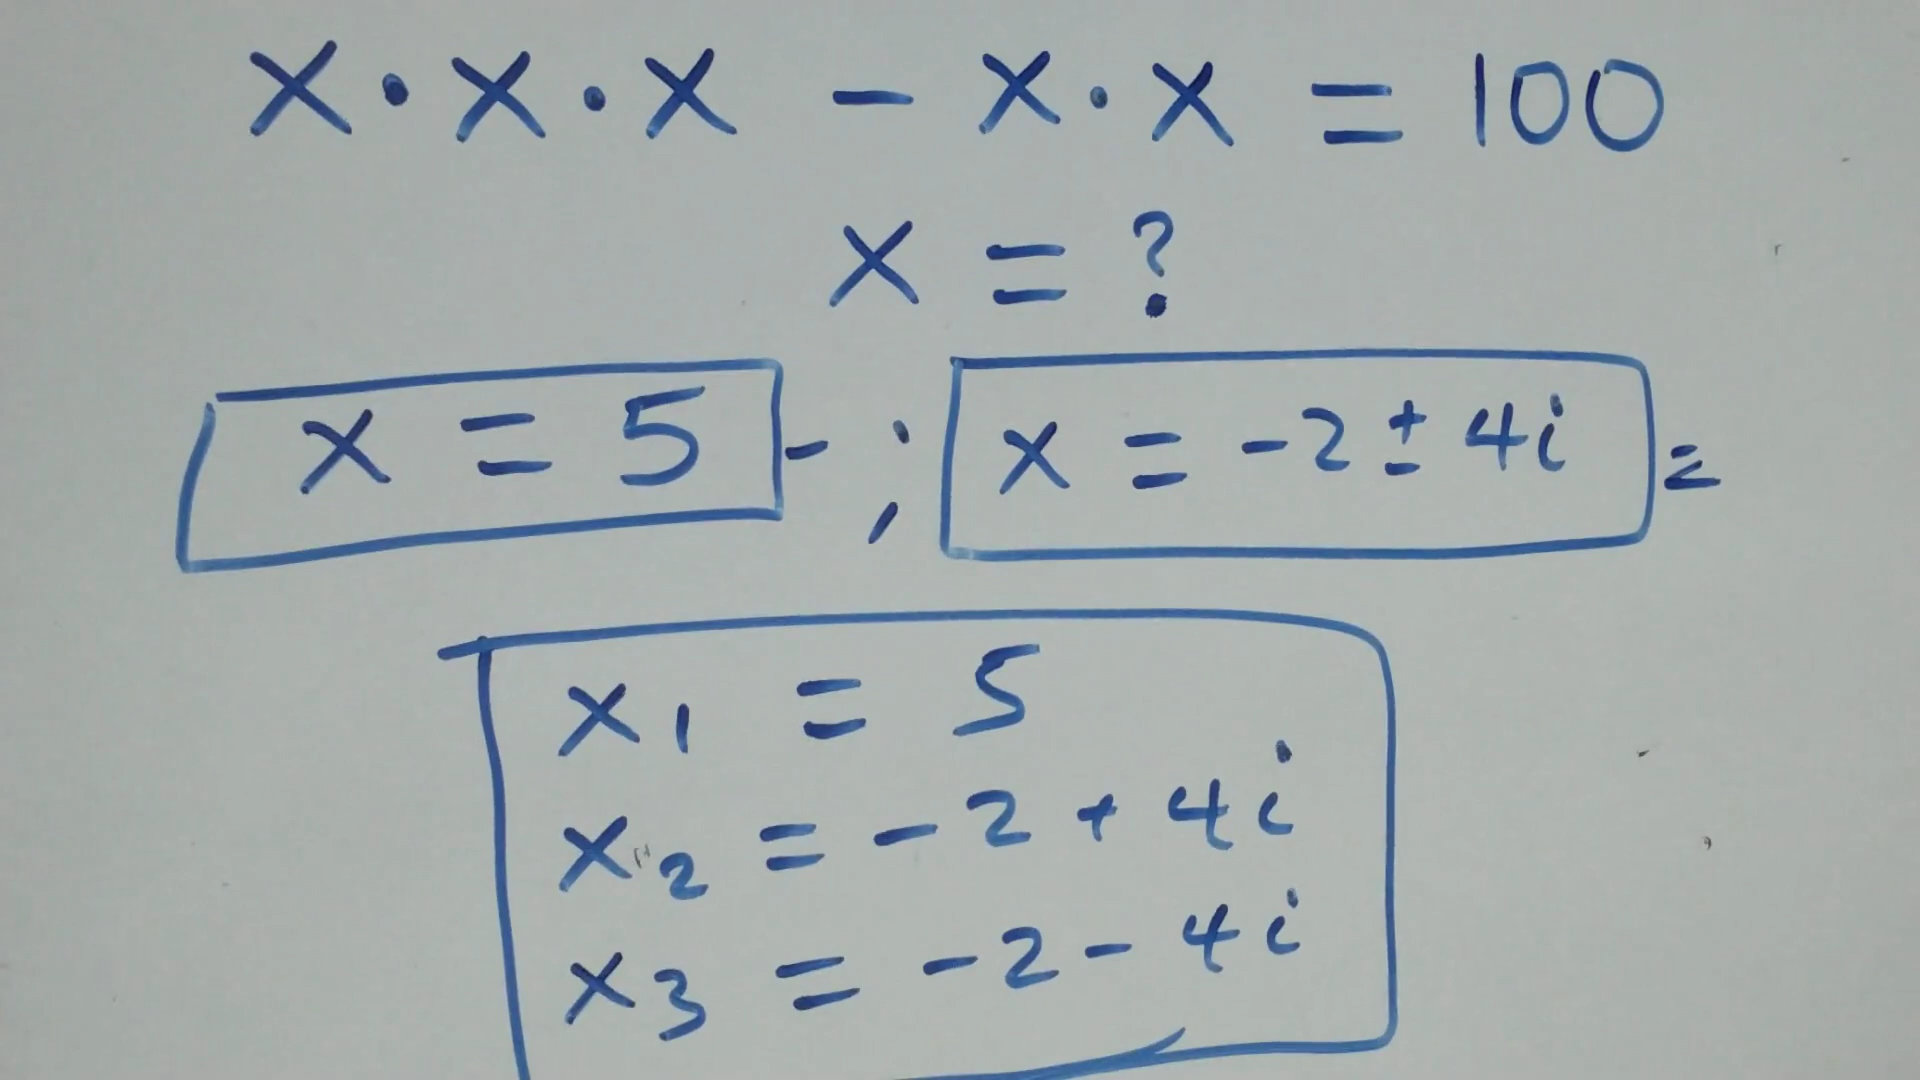 x · x · x - x · x = 100
x = ?
x = 5 - ; x = -2 ± 4i =
x1 = 5
x2 = -2 + 4i
x3 = -2 - 4i